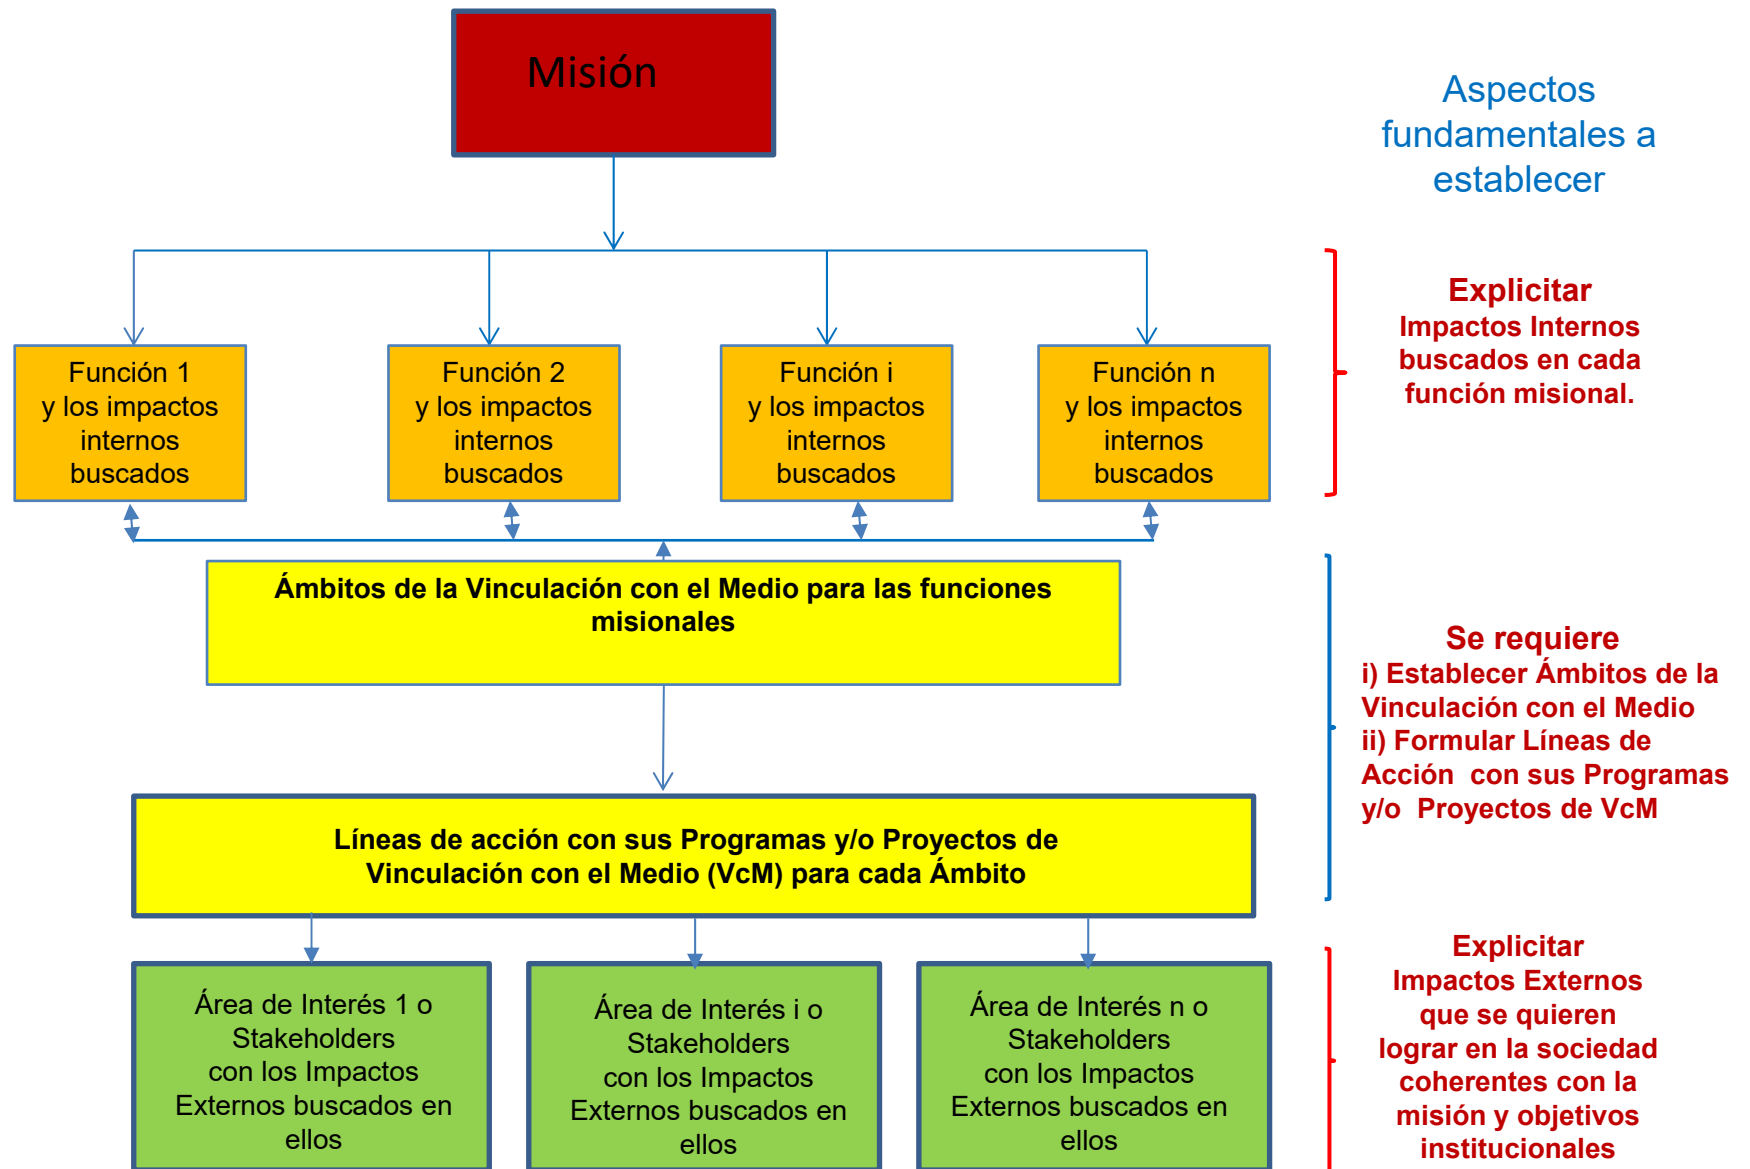 Misión
Aspectos
fundamentales a
establecer
Explicitar
Impactos Internos
buscados en cada
función misional.
Función 1
y los impactos
internos
buscados
Función 2
y los impactos
internos
buscados
Función i
y los impactos
internos
buscados
Función n
y los impactos
internos
buscados
Ámbitos de la Vinculación con el Medio para las funciones
misionales
Se requiere
i) Establecer Ámbitos de la
Vinculación con el Medio
ii) Formular Líneas de
Acción con sus Programas
y/o Proyectos de VcM
Líneas de acción con sus Programas y/o Proyectos de
Vinculación con el Medio (VcM) para cada Ámbito
Área de Interés 1 o
Stakeholders
con los Impactos
Externos buscados en
ellos
Área de Interés i o
Stakeholders
con los Impactos
Externos buscados en
ellos
Área de Interés n o
Stakeholders
con los Impactos
Externos buscados en
ellos
Explicitar
Impactos Externos
que se quieren
lograr en la sociedad
coherentes con la
misión y objetivos
institucionales